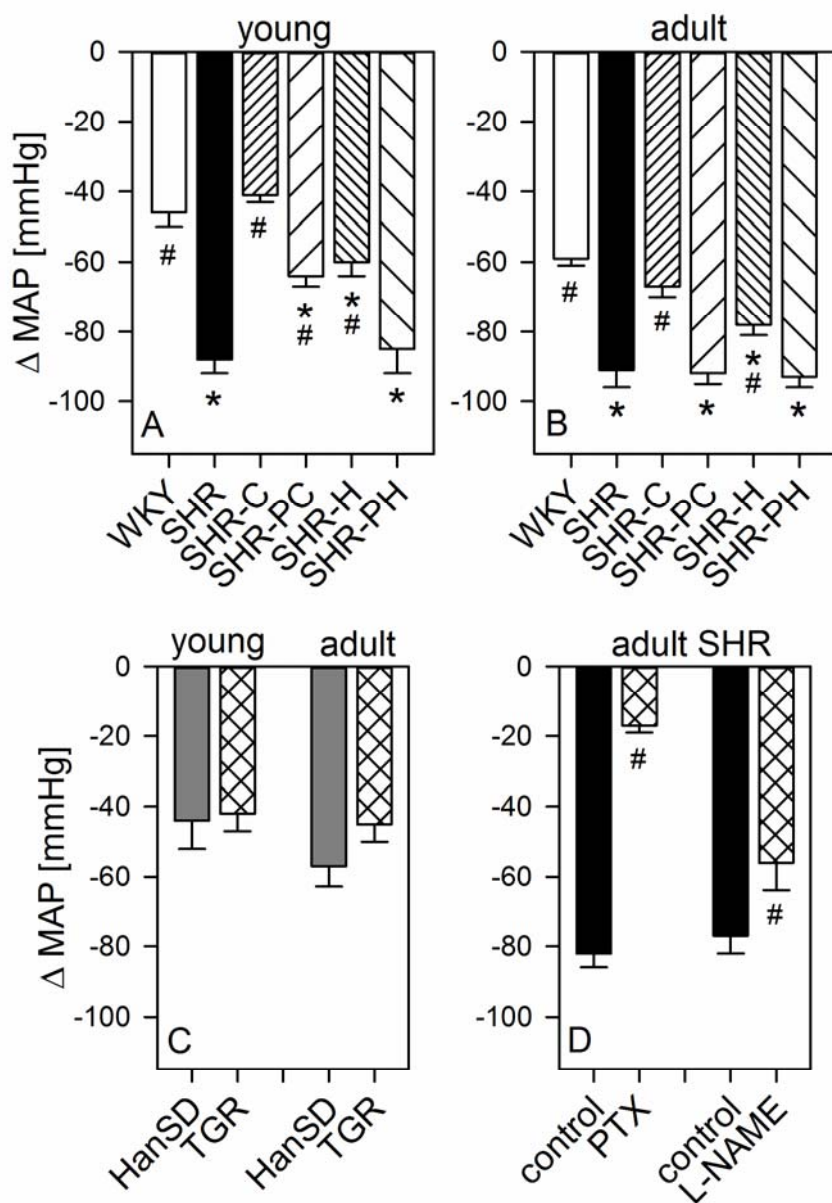 young
adult
0
-20
-40
-60
-80
-100
Δ MAP [mmHg]
#
*
#
*
#
*
#
*
A
WKY
SHR
SHR-C
SHR-PC
SHR-H
SHR-PH
0
-20
-40
-60
-80
-100
#
*
#
*
*
#
*
B
WKY
SHR
SHR-C
SHR-PC
SHR-H
SHR-PH
young adult
0
-20
-40
-60
-80
-100
Δ MAP [mmHg]
C
HanSD
TGR
HanSD
TGR
adult SHR
0
-20
-40
-60
-80
-100
#
#
D
control
PTX
control
L-NAME